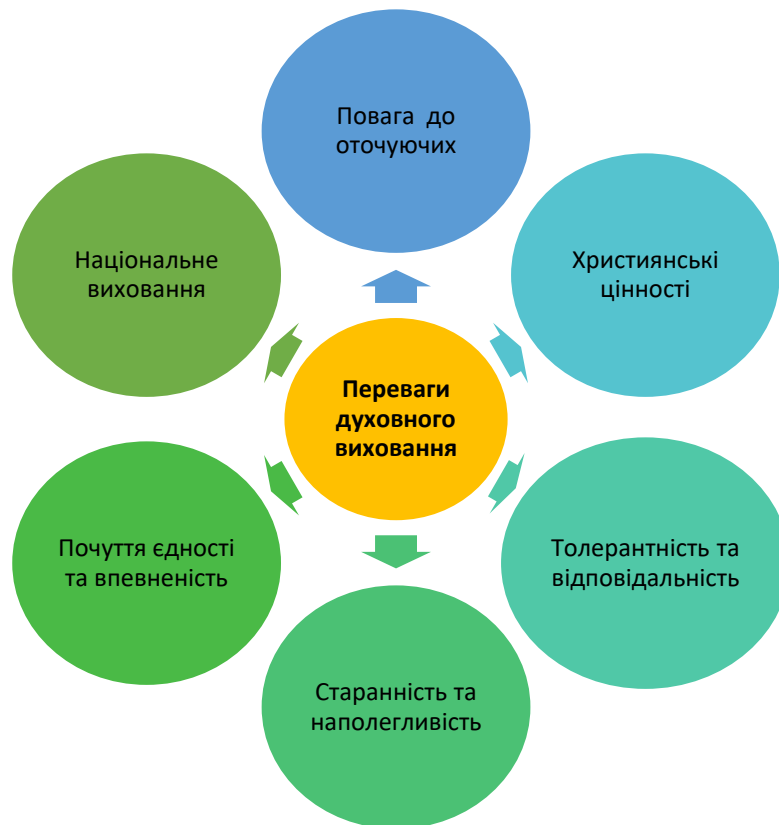 Повага до
оточуючих
Національне
виховання
Християнські
цінності
Переваги
духовного
виховання
Почуття єдності
та впевненість
Толерантність та
відповідальність
Старанність та
наполегливість